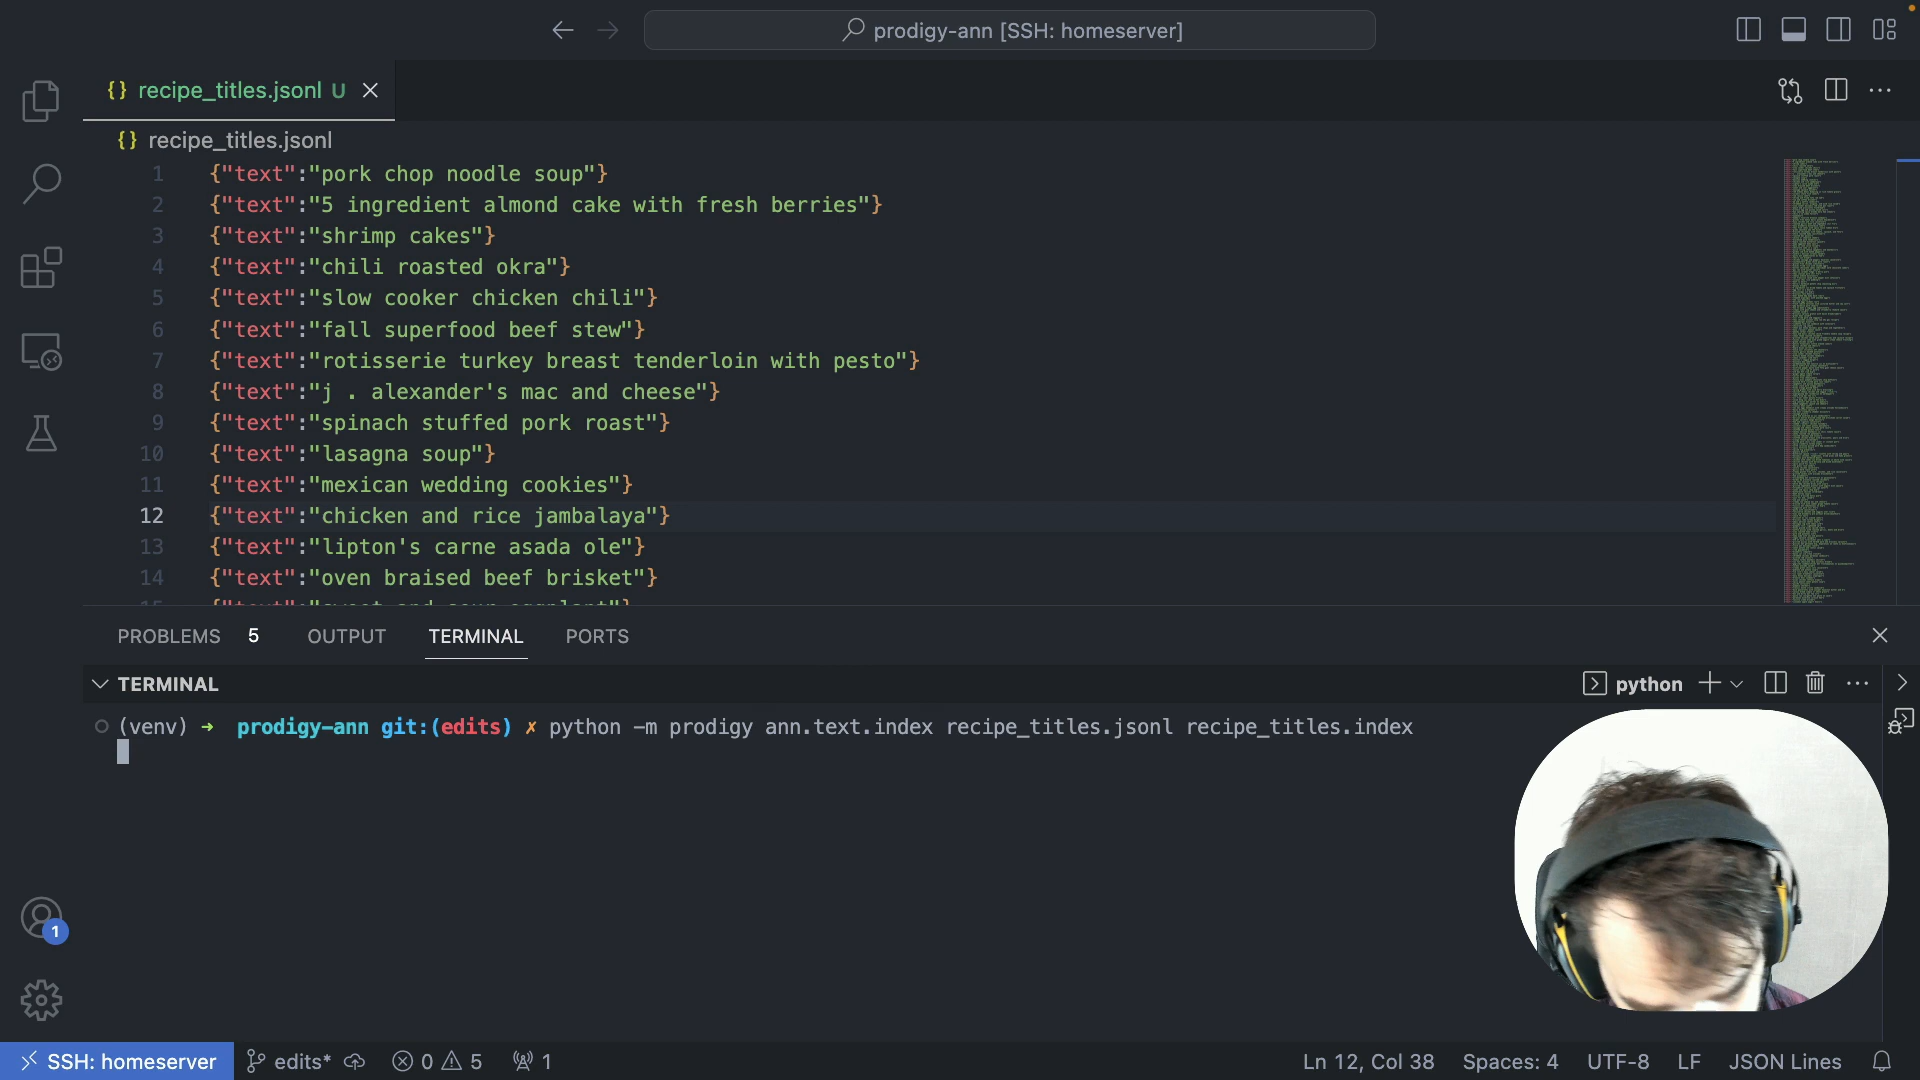 prodigy-ann [SSH: homeserver]
{} recipe_titles.jsonl U
{} recipe_titles.jsonl
1 {"text":"pork chop noodle soup"}
2 {"text":"5 ingredient almond cake with fresh berries"}
3 {"text":"shrimp cakes"}
4 {"text":"chili roasted okra"}
5 {"text":"slow cooker chicken chili"}
6 {"text":"fall superfood beef stew"}
7 {"text":"rotisserie turkey breast tenderloin with pesto"}
8 {"text":"j . alexander's mac and cheese"}
9 {"text":"spinach stuffed pork roast"}
10 {"text":"lasagna soup"}
11 {"text":"mexican wedding cookies"}
12 {"text":"chicken and rice jambalaya"}
13 {"text":"lipton's carne asada ole"}
14 {"text":"oven braised beef brisket"}
PROBLEMS 5 OUTPUT TERMINAL PORTS
TERMINAL python
(venv) → prodigy-ann git:(edits) ✗ python -m prodigy ann.text.index recipe_titles.jsonl recipe_titles.index
1
SSH: homeserver edits* 0 5 1 Ln 12, Col 38 Spaces: 4 UTF-8 LF JSON Lines